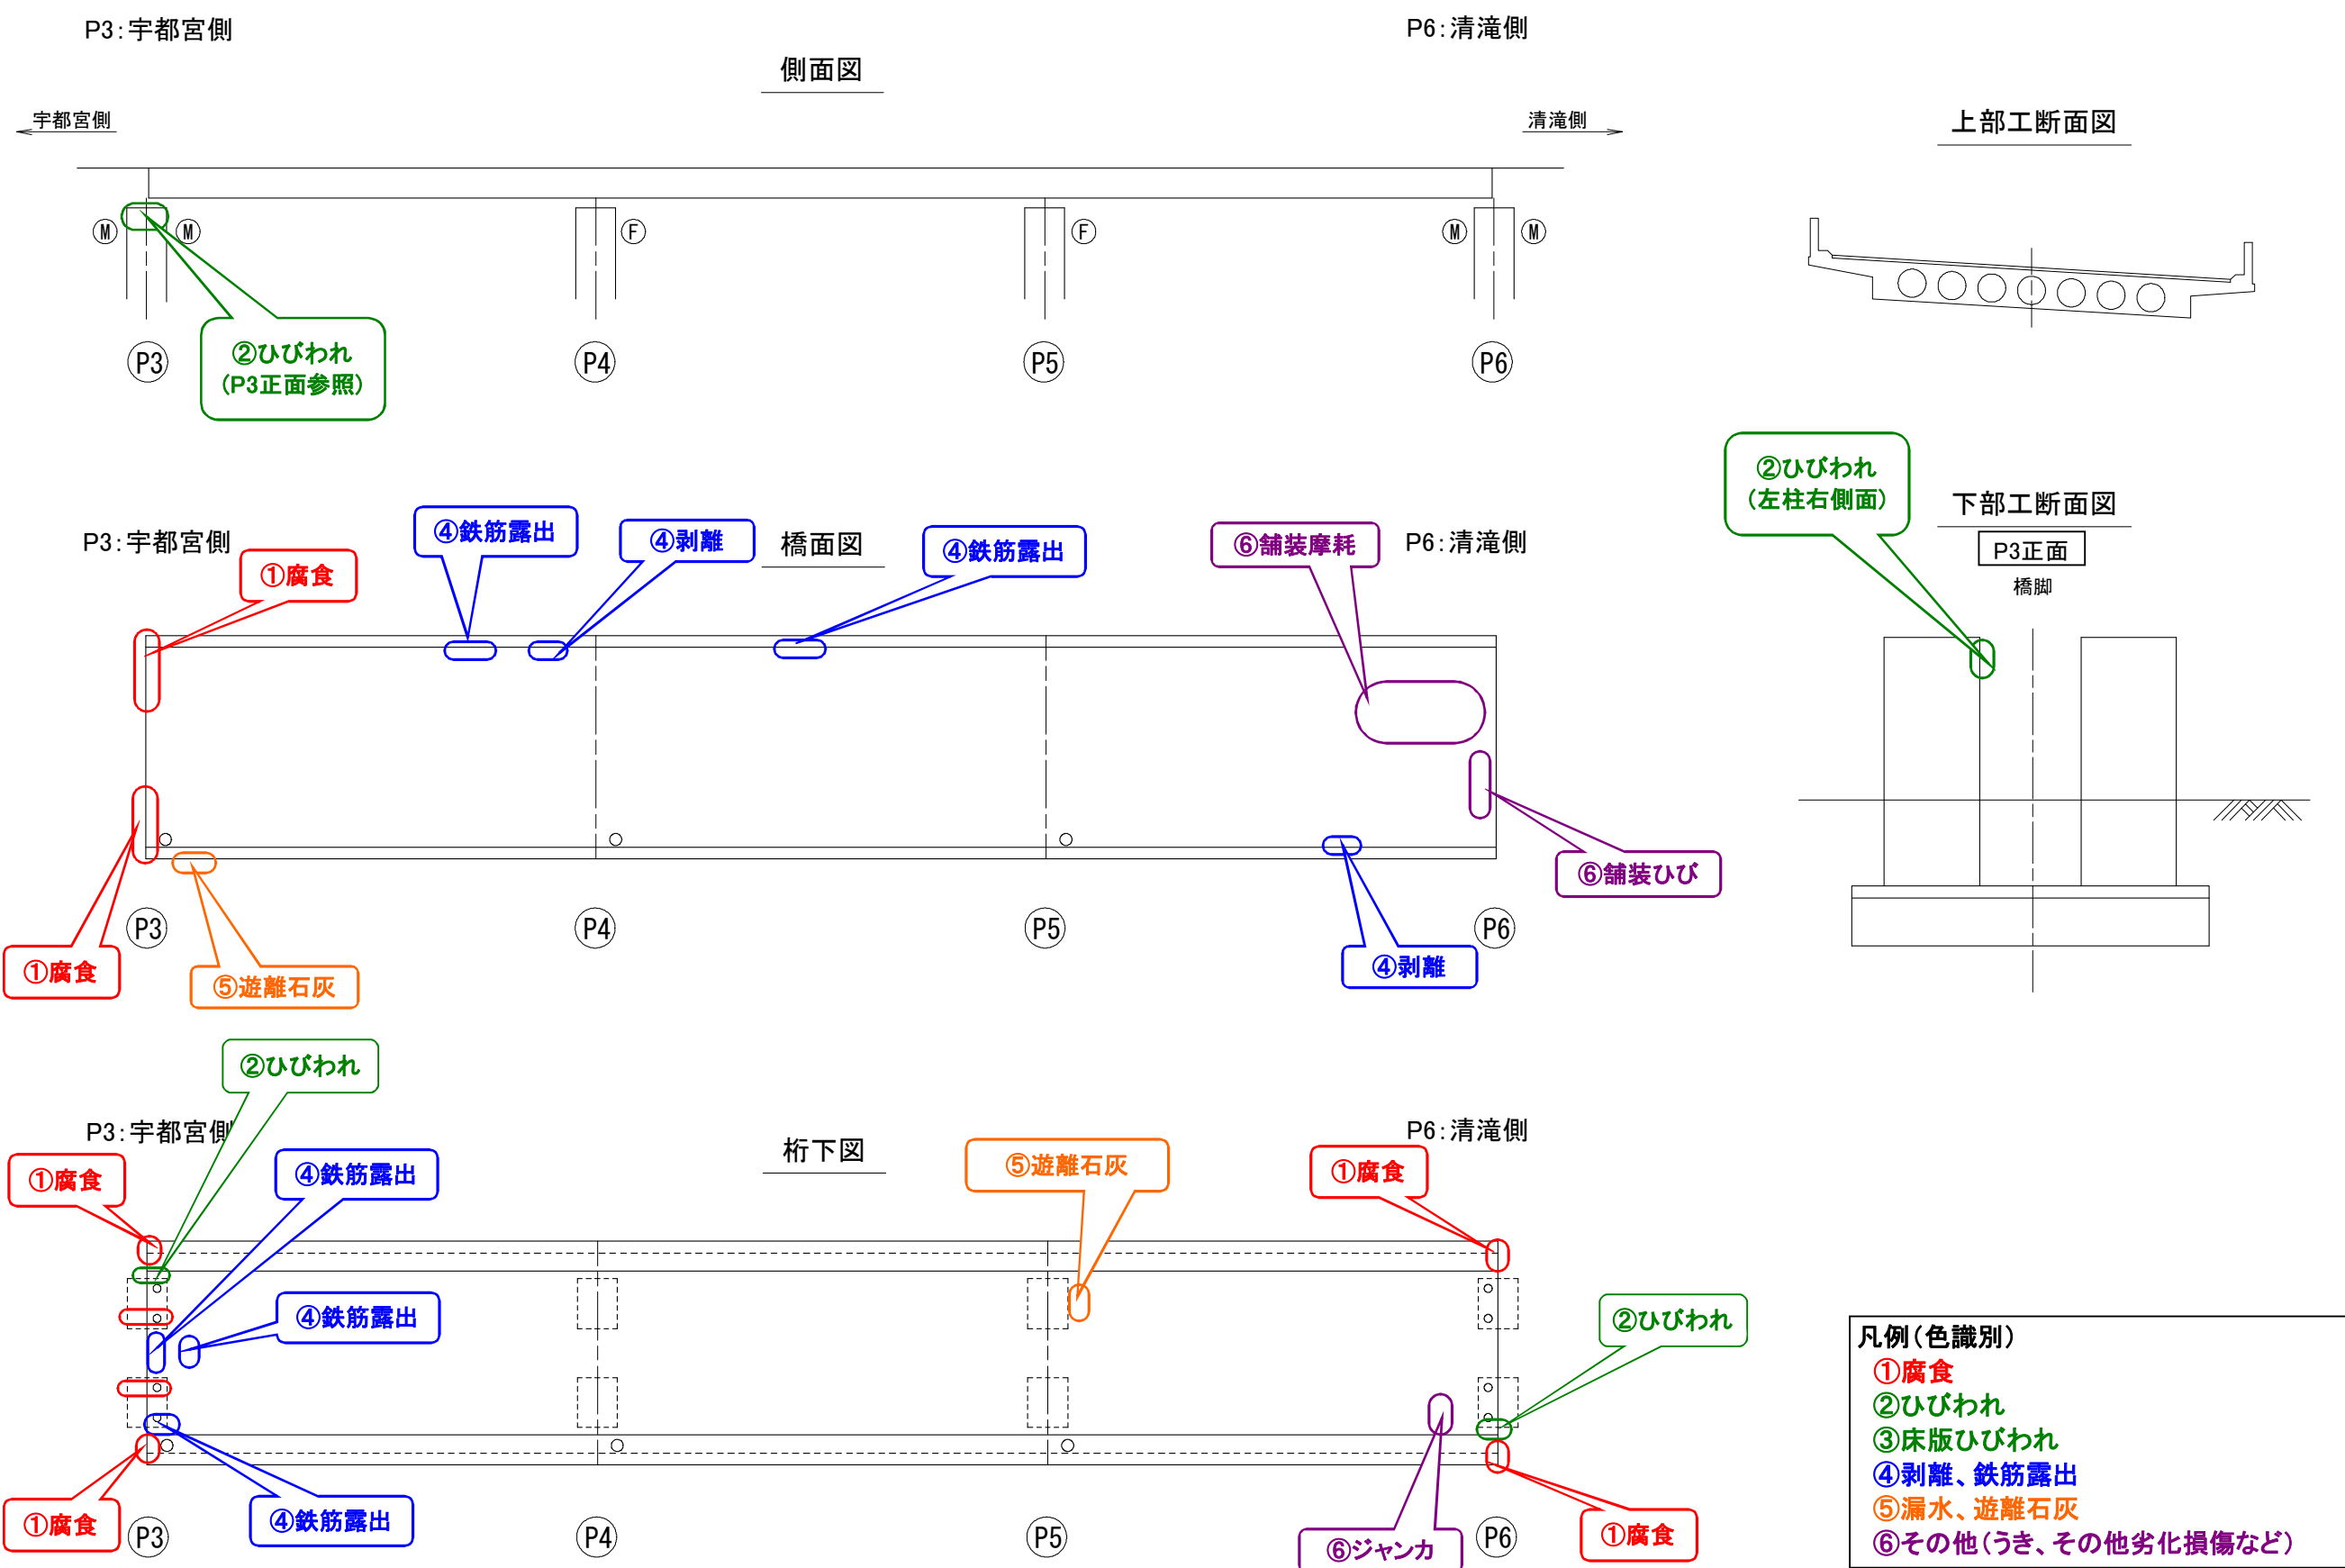 P3:宇都宮側
P6:清滝側
側面図
宇都宮側
清滝側
上部工断面図
M
M
F
F
M
M
P3
P4
P5
P6
②ひびわれ
(P3正面参照)
②ひびわれ
(左柱右側面)
下部工断面図
P3正面
橋脚
P3:宇都宮側
橋面図
P6:清滝側
①腐食
④鉄筋露出
④剥離
④鉄筋露出
⑥舗装摩耗
⑥舗装ひび
P3
P4
P5
P6
①腐食
⑤遊離石灰
④剥離
②ひびわれ
P3:宇都宮側
桁下図
P6:清滝側
①腐食
④鉄筋露出
⑤遊離石灰
①腐食
④鉄筋露出
②ひびわれ
①腐食
P3
④鉄筋露出
P4
P5
⑥ジャンカ
P6
①腐食
凡例(色識別)
①腐食
②ひびわれ
③床版ひびわれ
④剥離、鉄筋露出
⑤漏水、遊離石灰
⑥その他(うき、その他劣化損傷など)